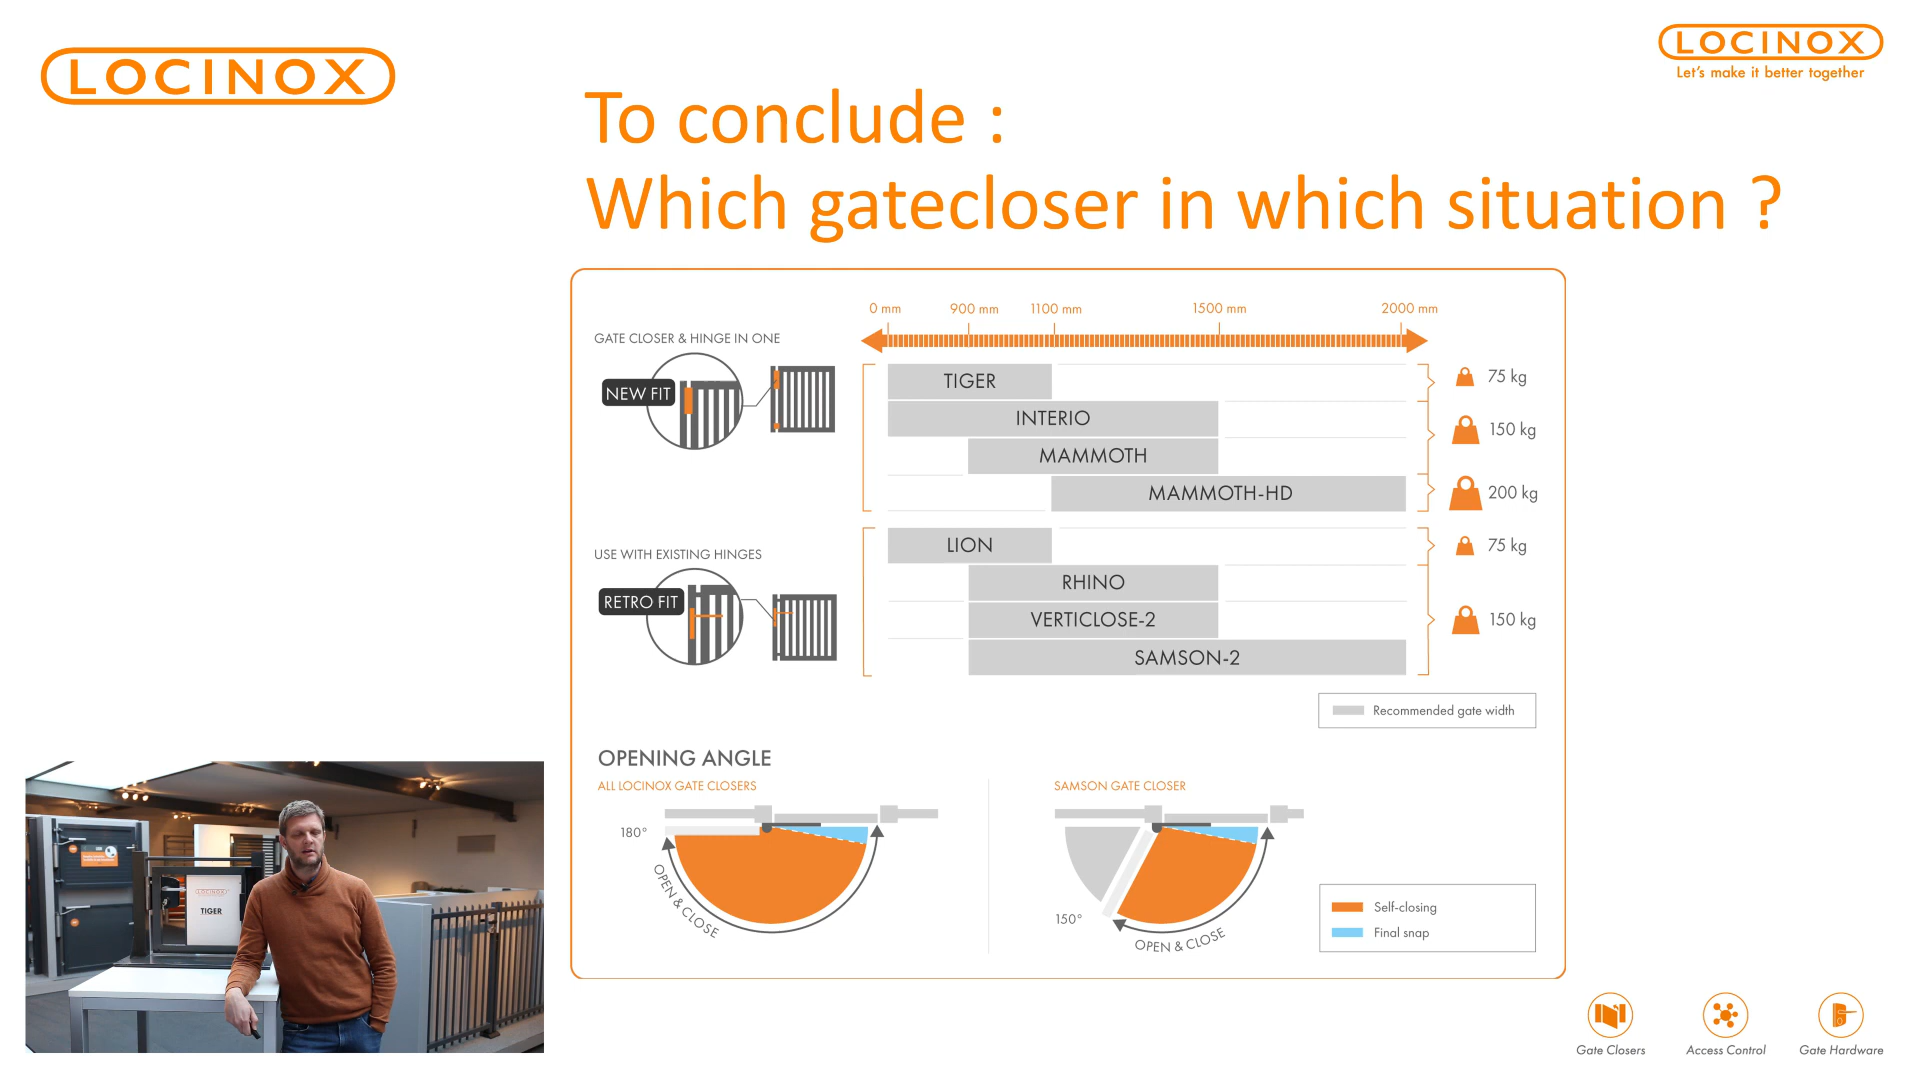 LOCINOX
LOCINOX
Let's make it better together
To conclude :
Which gatecloser in which situation ?
0 mm
900 mm
1100 mm
1500 mm
2000 mm
GATE CLOSER & HINGE IN ONE
NEW FIT
TIGER
75 kg
INTERIO
150 kg
MAMMOTH
MAMMOTH-HD
200 kg
USE WITH EXISTING HINGES
RETRO FIT
LION
75 kg
RHINO
VERTICLOSE-2
150 kg
SAMSON-2
Recommended gate width
OPENING ANGLE
ALL LOCINOX GATE CLOSERS
180°
OPEN & CLOSE
SAMSON GATE CLOSER
150°
OPEN & CLOSE
Self-closing
Final snap
LOCINOX
TIGER
Gate Closers
Access Control
Gate Hardware